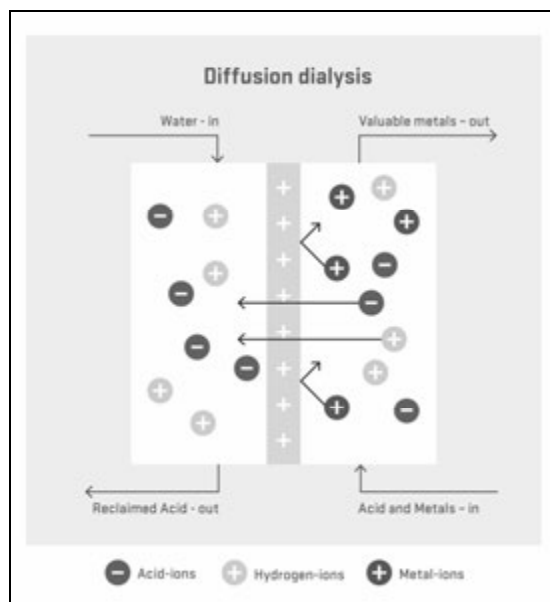 Diffusion dialysis
Water - in
Valuable metals - out
Reclaimed Acid - out
Acid and Metals - in
Acid-ions
Hydrogen-ions
Metal-ions